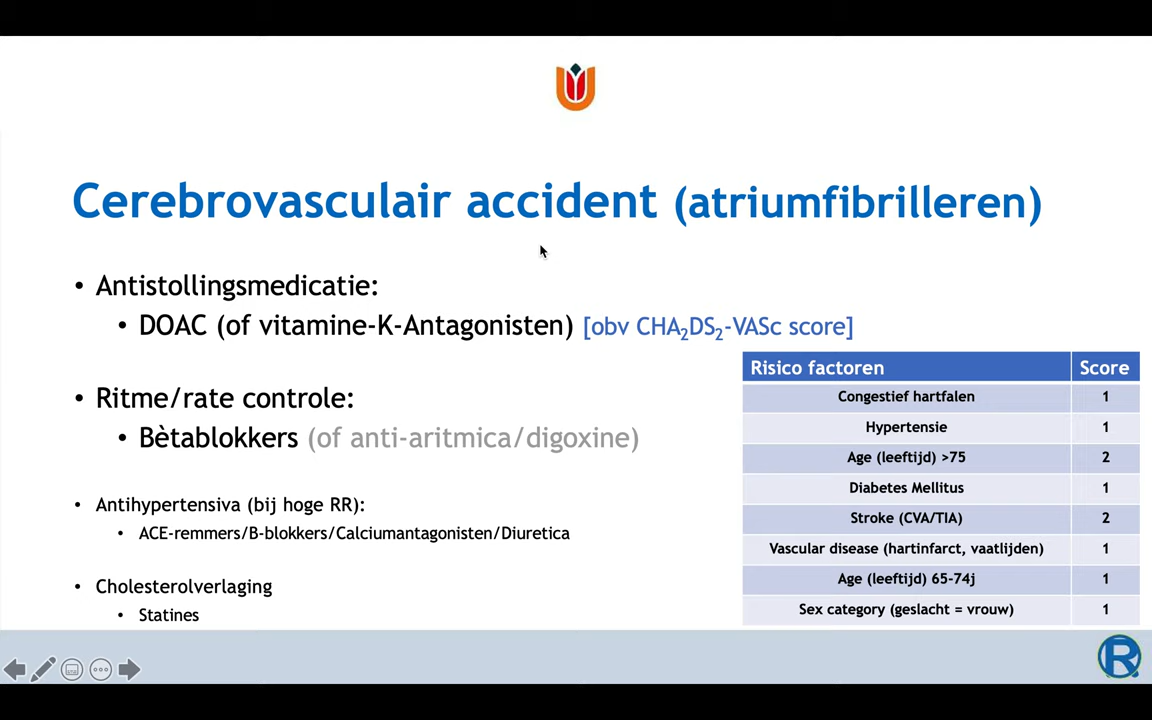 Cerebrovasculair accident (atriumfibrilleren)
• Antistollingsmedicatie:
• DOAC (of vitamine-K-Antagonisten) [obv CHA₂DS₂-VASc score]
• Ritme/rate controle:
• Bètablokkers (of anti-aritmica/digoxine)
• Antihypertensiva (bij hoge RR):
• ACE-remmers/B-blokkers/Calciumantagonisten/Diuretica
• Cholesterolverlaging
• Statines
Risico factoren Score
Congestief hartfalen 1
Hypertensie 1
Age (leeftijd) >75 2
Diabetes Mellitus 1
Stroke (CVA/TIA) 2
Vascular disease (hartinfarct, vaatlijden) 1
Age (leeftijd) 65-74j 1
Sex category (geslacht = vrouw) 1
R